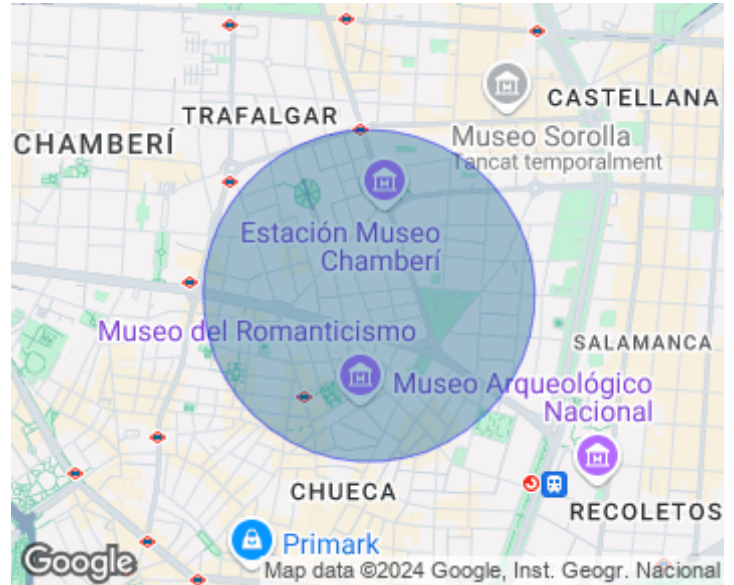 CASTELLANA
TRAFALGAR
CHAMBERÍ
Museo Sorolla
Tancat temporalment
Estación Museo
Chamberí
Museo del Romanticismo
SALAMANCA
Museo Arqueológico
Nacional
CHUECA
RECOLETOS
Primark
Google
Map data ©2024 Google, Inst. Geogr. Nacional